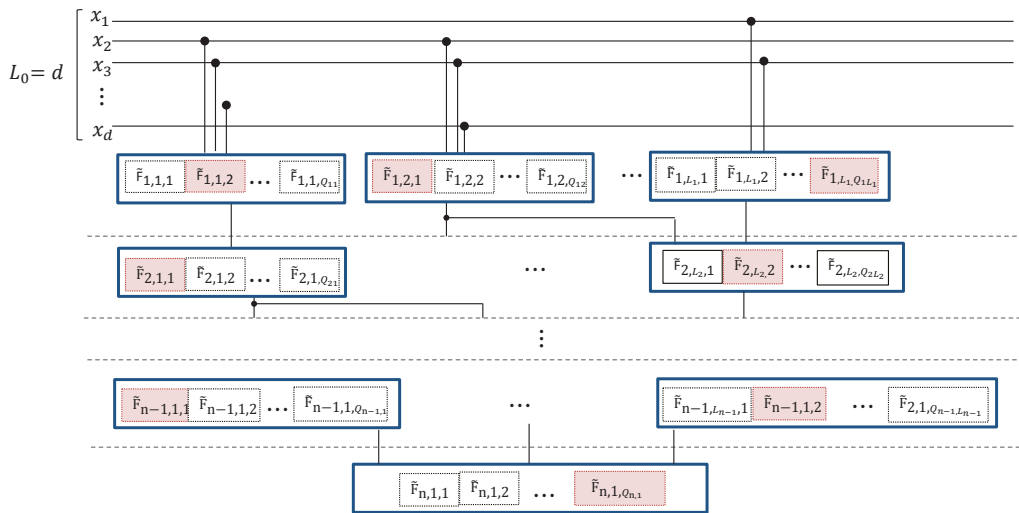 x₁
x₂
L₀= d x₃
⋮
x_d
F̃₁,₁,₁ F̃₁,₁,₂ ... F̃₁,₁,Q₁₁ F̃₁,₂,₁ F̃₁,₂,₂ ... F̃₁,₂,Q₁₂ ... F̃₁,L₁,₁ F̃₁,L₁,₂ ... F̃₁,L₁,Q₁L₁
F̃₂,₁,₁ F̃₂,₁,₂ ... F̃₂,₁,Q₂₁ ... F̃₂,L₂,₁ F̃₂,L₂,₂ ... F̃₂,L₂,Q₂L₂
⋮
F̃ₙ₋₁,₁,₁ F̃ₙ₋₁,₁,₂ ... F̃ₙ₋₁,₁,Qₙ₋₁,₁ ... F̃ₙ₋₁,Lₙ₋₁,₁ F̃ₙ₋₁,₁,₂ ... F̃₂,₁,Qₙ₋₁,Lₙ₋₁
F̃ₙ,₁,₁ F̃ₙ,₁,₂ ... F̃ₙ,₁,Qₙ,₁